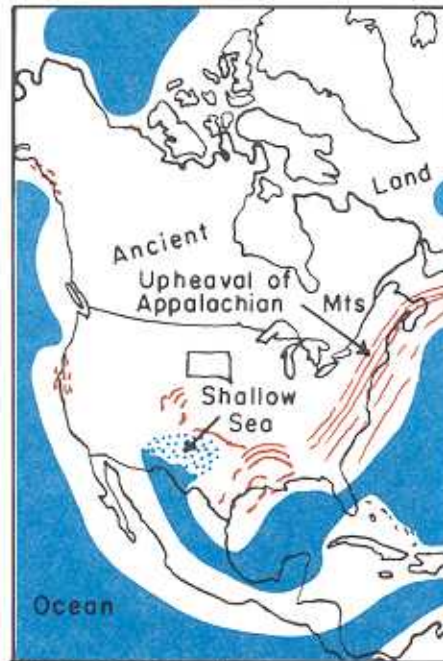 Ancient Land
Upheaval of
Appalachian Mts
Shallow
Sea
Ocean